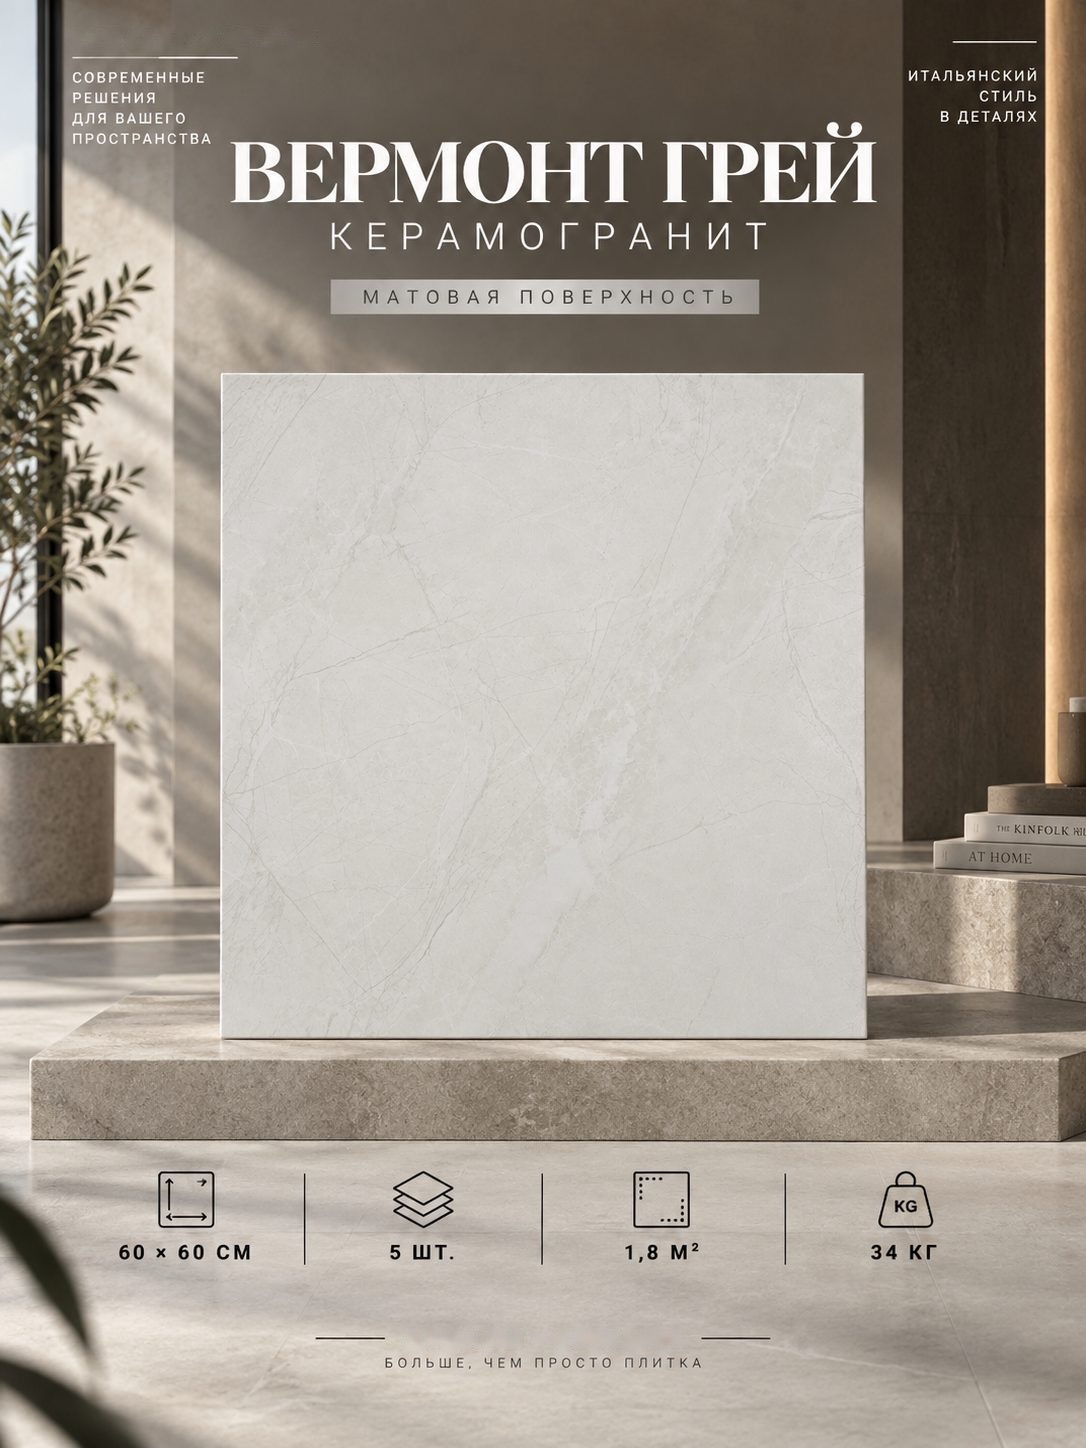 СОВРЕМЕННЫЕ
РЕШЕНИЯ
ДЛЯ ВАШЕГО
ПРОСТРАНСТВА
ИТАЛЬЯНСКИЙ
СТИЛЬ
В ДЕТАЛЯХ
ВЕРМОНТ ГРЕЙ
КЕРАМОГРАНИТ
МАТОВАЯ ПОВЕРХНОСТЬ
THE KINFOLK
AT HOME
KG
60 × 60 СМ
5 ШТ.
1,8 М²
34 КГ
БОЛЬШЕ, ЧЕМ ПРОСТО ПЛИТКА